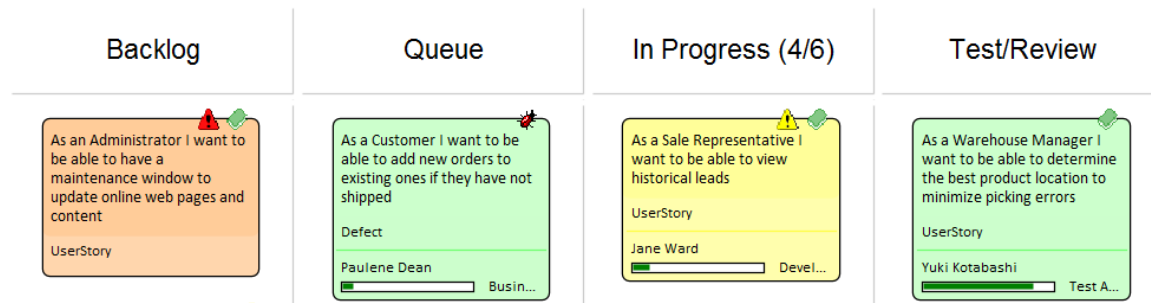 Backlog
Queue
In Progress (4/6)
Test/Review
As an Administrator I want to
be able to have a
maintenance window to
update online web pages and
content
UserStory
As a Customer I want to be
able to add new orders to
existing ones if they have not
shipped
Defect
Paulene Dean
Busin...
As a Sale Representative I
want to be able to view
historical leads
UserStory
Jane Ward
Devel...
As a Warehouse Manager I
want to be able to determine
the best product location to
minimize picking errors
UserStory
Yuki Kotabashi
Test A...